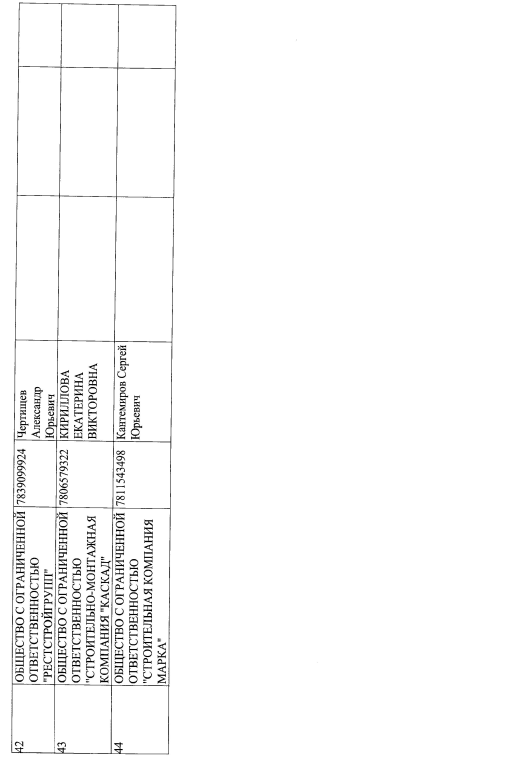 42
ОБЩЕСТВО С ОГРАНИЧЕННОЙ
ОТВЕТСТВЕННОСТЬЮ
"РЕСТСТРОЙГРУПП"
7839099924
Чертищев
Александр
Юрьевич
43
ОБЩЕСТВО С ОГРАНИЧЕННОЙ
ОТВЕТСТВЕННОСТЬЮ
"СТРОИТЕЛЬНО-МОНТАЖНАЯ
КОМПАНИЯ "КАСКАД"
7806579322
КИРИЛЛОВА
ЕКАТЕРИНА
ВИКТОРОВНА
44
ОБЩЕСТВО С ОГРАНИЧЕННОЙ
ОТВЕТСТВЕННОСТЬЮ
"СТРОИТЕЛЬНАЯ КОМПАНИЯ
МАРКА"
7811543498
Кантемиров Сергей
Юрьевич